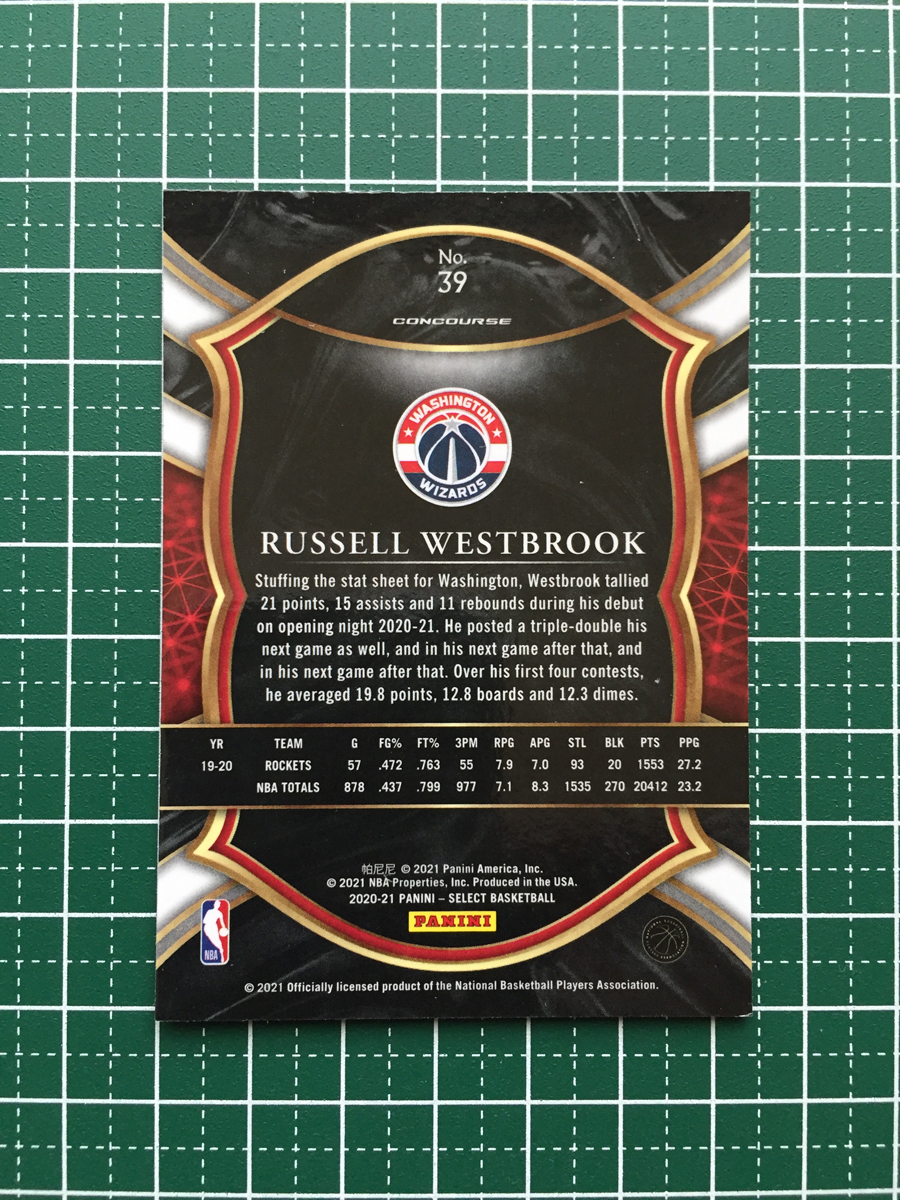 No.
39
CONCOURSE
WASHINGTON
WIZARDS
RUSSELL WESTBROOK
Stuffing the stat sheet for Washington, Westbrook tallied
21 points, 15 assists and 11 rebounds during his debut
on opening night 2020-21. He posted a triple-double his
next game as well, and in his next game after that, and
in his next game after that. Over his first four contests,
he averaged 19.8 points, 12.8 boards and 12.3 dimes.
YR TEAM G FG% FT% 3PM RPG APG STL BLK PTS PPG
19-20 ROCKETS 57 .472 .763 55 7.9 7.0 93 20 1553 27.2
NBA TOTALS 878 .437 .799 977 7.1 8.3 1535 270 20412 23.2
帕尼尼 © 2021 Panini America, Inc.
© 2021 NBA Properties, Inc. Produced in the USA.
2020-21 PANINI – SELECT BASKETBALL
PANINI
NBA
© 2021 Officially licensed product of the National Basketball Players Association.